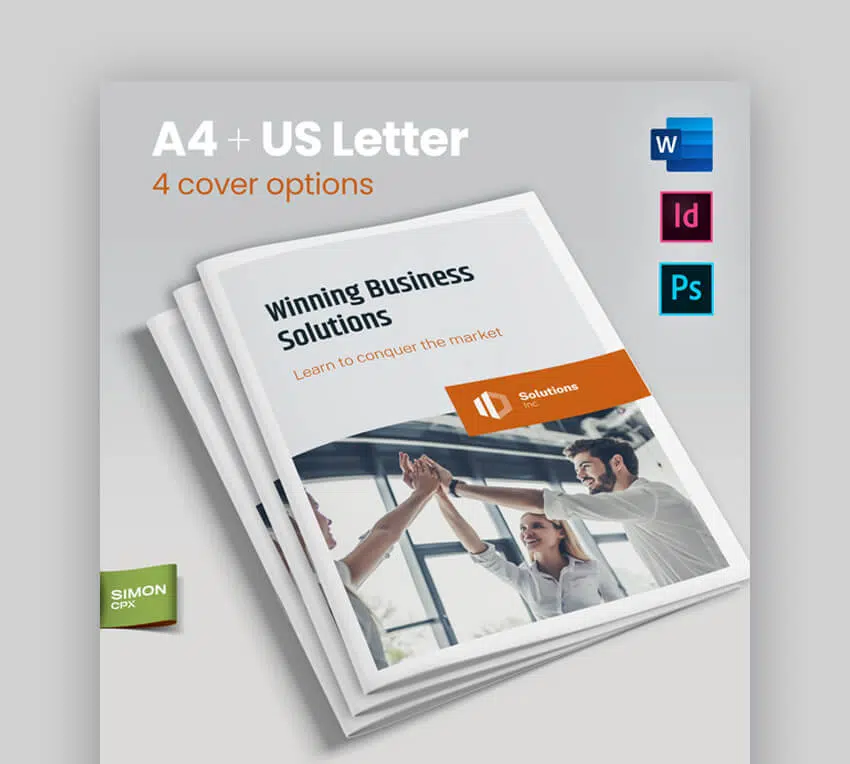 A4 + US Letter
4 cover options
W
Id
Ps
Winning Business
Solutions
Learn to conquer the market
Solutions
Inc.
SIMON
CPX